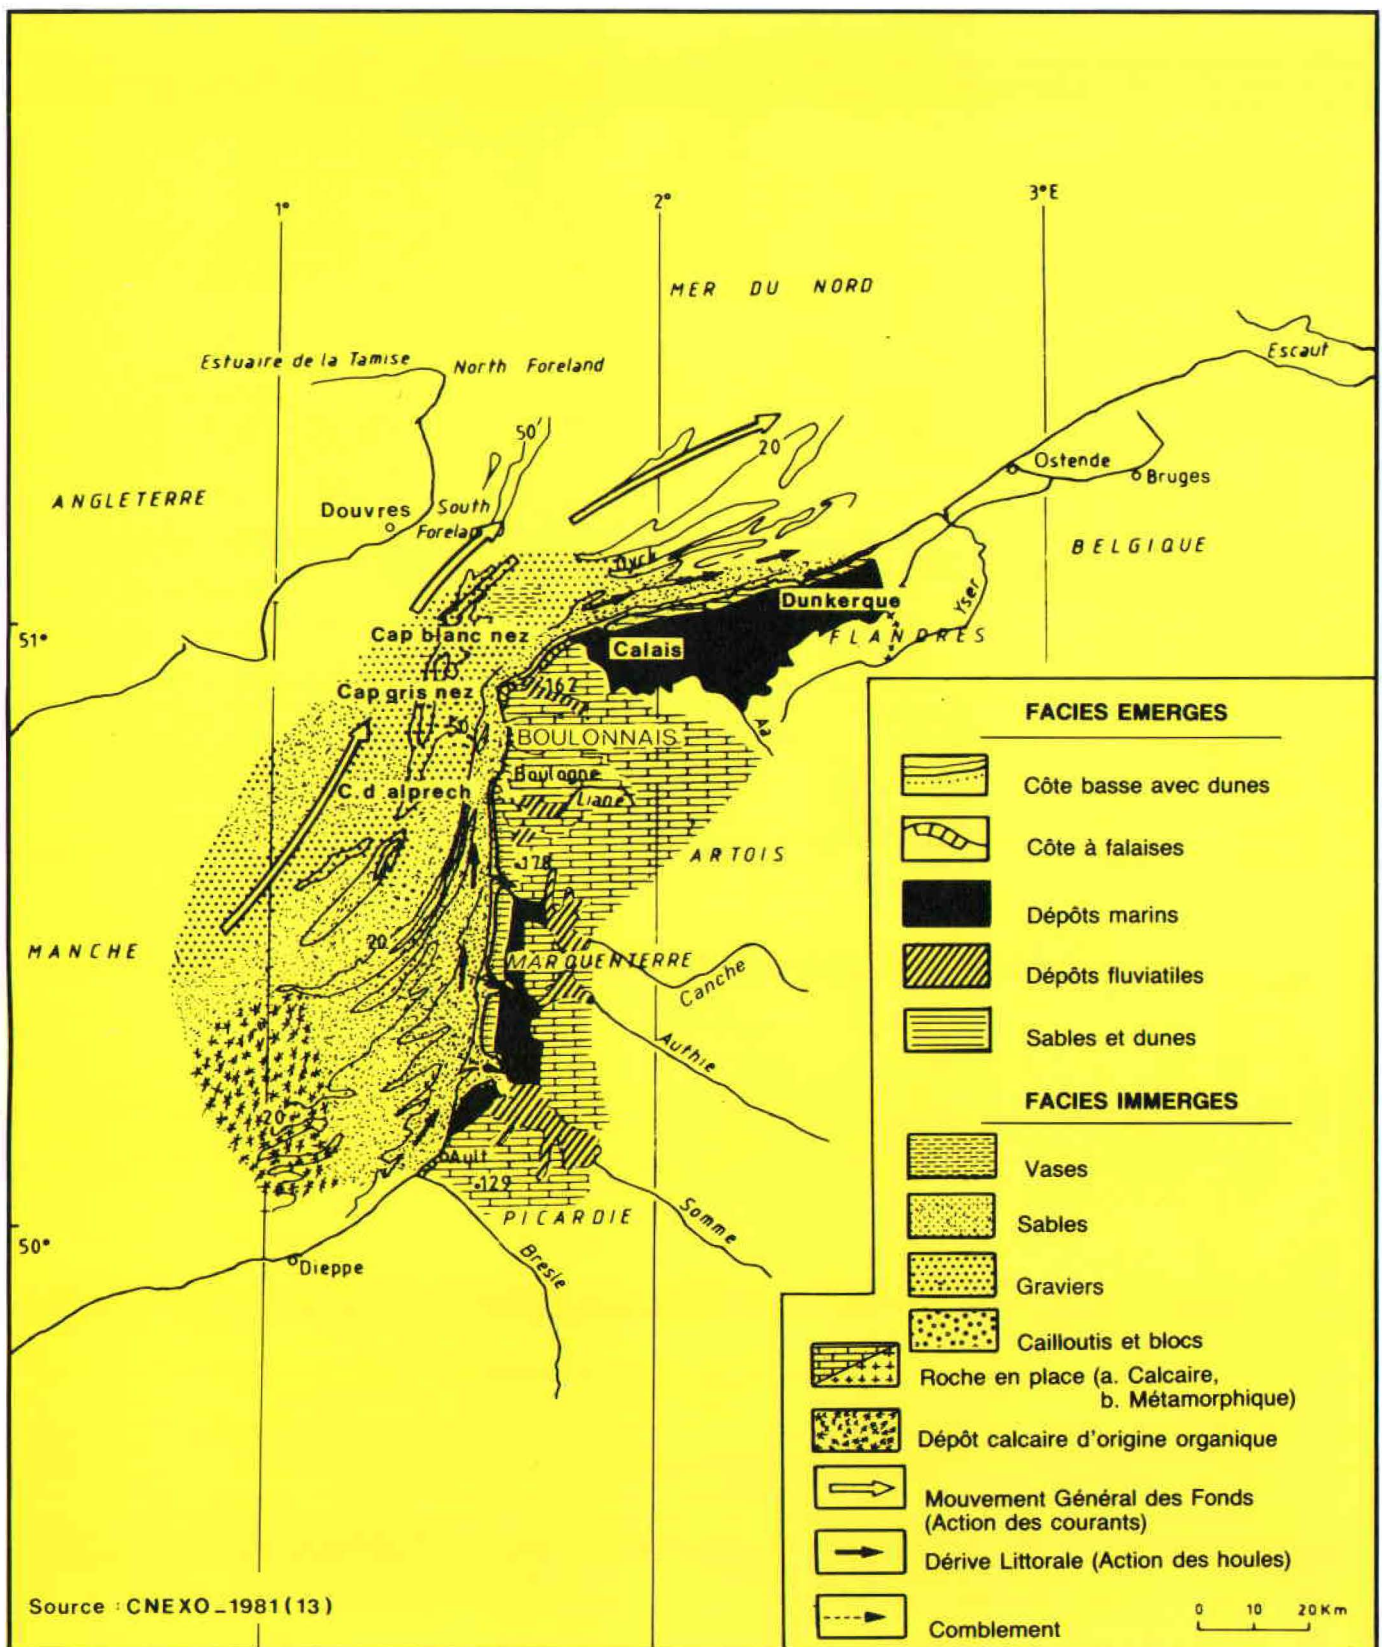 1°
2°
3° E
MER DU NORD
Estuaire de la Tamise
North Foreland
Escaut
50
20
Ostende
Bruges
ANGLETERRE
Douvres
South
Foreland
BELGIQUE
Dyck
Dunkerque
Yser
51°
Cap blanc nez
FLANDRES
Calais
Cap gris nez
162
Aa
50
BOULONNAIS
Boulogne
C.d alprech
Liane
ARTOIS
178
20
MANCHE
MARQUENTERRE
Canche
Authie
20
Ault
129
PICARDIE
Somme
50°
Dieppe
Bresle
FACIES EMERGES
Côte basse avec dunes
Côte à falaises
Dépôts marins
Dépôts fluviatiles
Sables et dunes
FACIES IMMERGES
Vases
Sables
Graviers
Cailloutis et blocs
Roche en place (a. Calcaire,
b. Métamorphique)
Dépôt calcaire d'origine organique
Mouvement Général des Fonds
(Action des courants)
Dérive Littorale (Action des houles)
Comblement
0 10 20 Km
Source : CNEXO_1981(13)